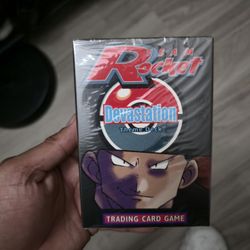 TEAM
Rocket
Devastation
Theme Deck
TRADING CARD GAME